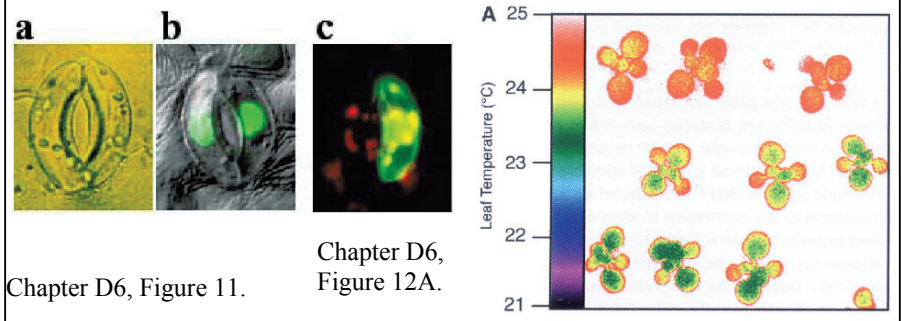 a
b
c
Chapter D6, Figure 11.
Chapter D6,
Figure 12A.
A
Leaf Temperature (°C)
25
24
23
22
21